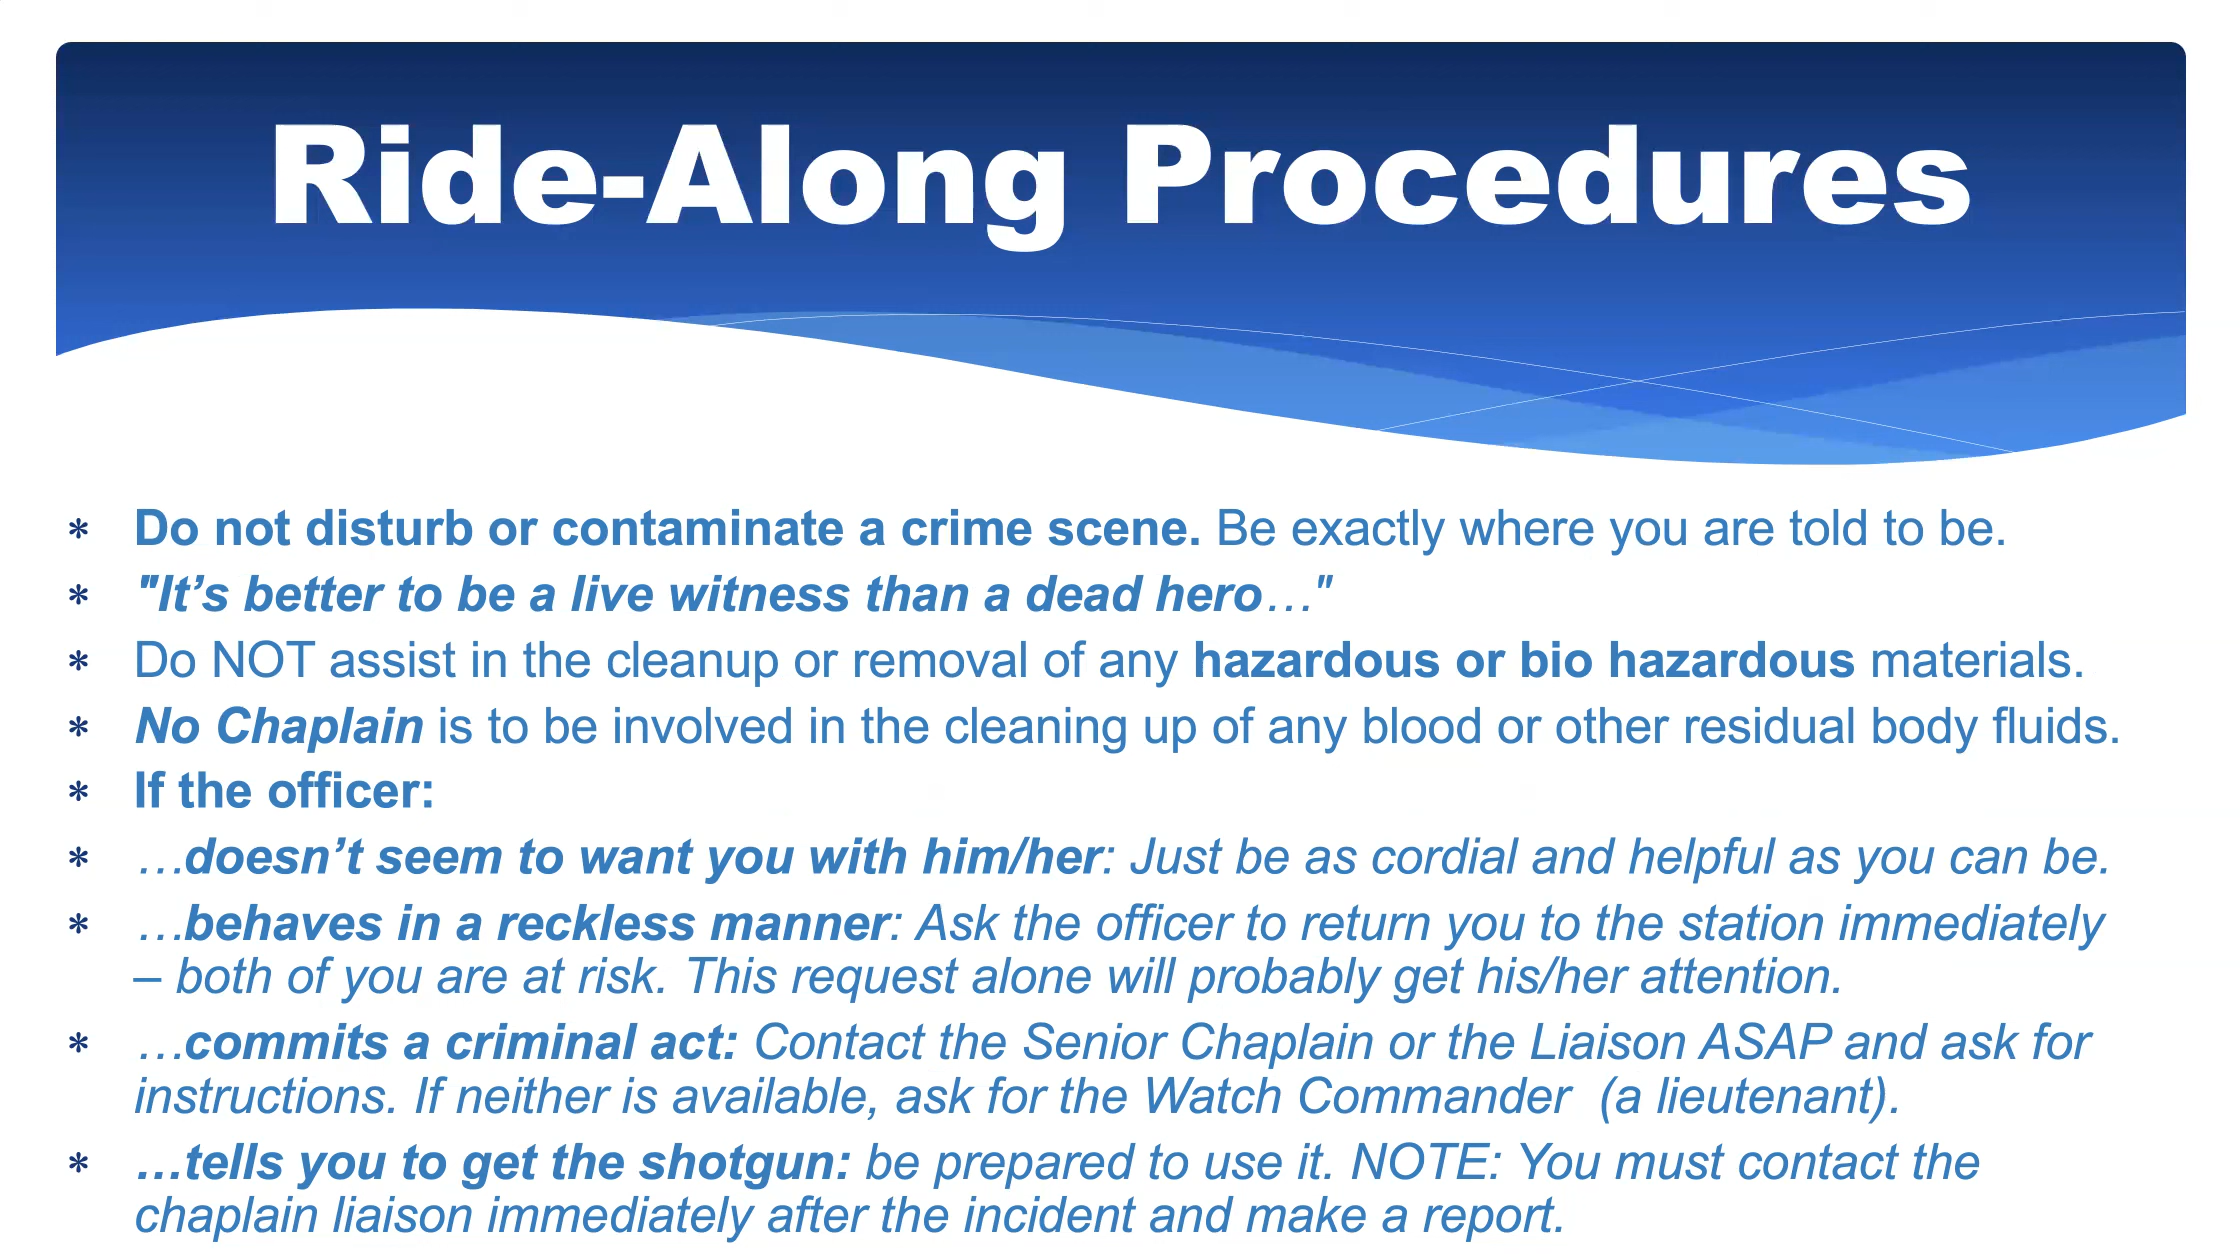 Ride-Along Procedures
* Do not disturb or contaminate a crime scene. Be exactly where you are told to be.
* "It’s better to be a live witness than a dead hero…"
* Do NOT assist in the cleanup or removal of any hazardous or bio hazardous materials.
* No Chaplain is to be involved in the cleaning up of any blood or other residual body fluids.
* If the officer:
* …doesn’t seem to want you with him/her: Just be as cordial and helpful as you can be.
* …behaves in a reckless manner: Ask the officer to return you to the station immediately
– both of you are at risk. This request alone will probably get his/her attention.
* …commits a criminal act: Contact the Senior Chaplain or the Liaison ASAP and ask for
instructions. If neither is available, ask for the Watch Commander  (a lieutenant).
* …tells you to get the shotgun: be prepared to use it. NOTE: You must contact the
chaplain liaison immediately after the incident and make a report.